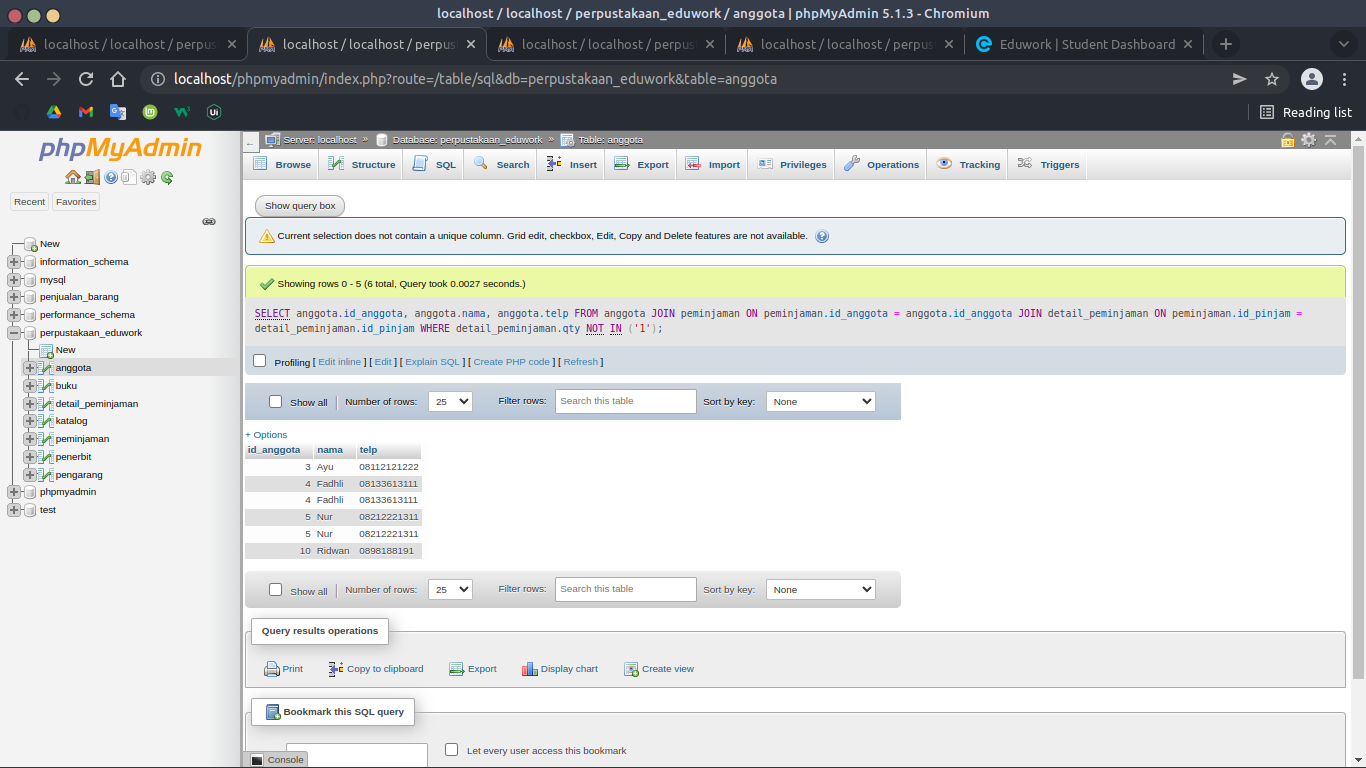 localhost / localhost / perpustakaan_eduwork / anggota | phpMyAdmin 5.1.3 - Chromium
localhost / localhost / perpus
localhost / localhost / perpus
localhost / localhost / perpus
localhost / localhost / perpus
Eduwork | Student Dashboard
localhost/phpmyadmin/index.php?route=/table/sql&db=perpustakaan_eduwork&table=anggota
Reading list
phpMyAdmin
Recent Favorites
New
information_schema
mysql
penjualan_barang
performance_schema
perpustakaan_eduwork
New
anggota
buku
detail_peminjaman
katalog
peminjaman
penerbit
pengarang
phpmyadmin
test
Server: localhost » Database: perpustakaan_eduwork » Table: anggota
Browse Structure SQL Search Insert Export Import Privileges Operations Tracking Triggers
Show query box
Current selection does not contain a unique column. Grid edit, checkbox, Edit, Copy and Delete features are not available.
Showing rows 0 - 5 (6 total, Query took 0.0027 seconds.)
SELECT anggota.id_anggota, anggota.nama, anggota.telp FROM anggota JOIN peminjaman ON peminjaman.id_anggota = anggota.id_anggota JOIN detail_peminjaman ON peminjaman.id_pinjam =
detail_peminjaman.id_pinjam WHERE detail_peminjaman.qty NOT IN ('1');
Profiling [ Edit inline ] [ Edit ] [ Explain SQL ] [ Create PHP code ] [ Refresh ]
Show all | Number of rows: 25 Filter rows: Search this table Sort by key: None
+ Options
id_anggota nama telp
3 Ayu 08112121222
4 Fadhli 08133613111
4 Fadhli 08133613111
5 Nur 08212221311
5 Nur 08212221311
10 Ridwan 0898188191
Show all | Number of rows: 25 Filter rows: Search this table Sort by key: None
Query results operations
Print Copy to clipboard Export Display chart Create view
Bookmark this SQL query
Let every user access this bookmark
Console